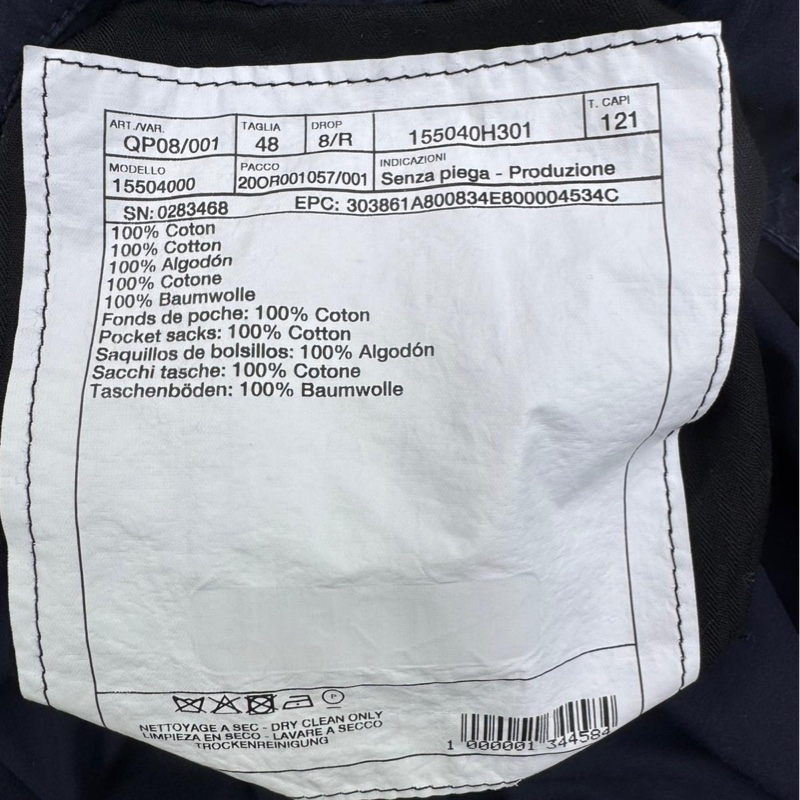 ART./VAR. TAGLIA DROP T. CAPI
QP08/001 48 8/R 155040H301 121
MODELLO PACCO INDICAZIONI
15504000 20OR001057/001 Senza piega - Produzione
SN: 0283468 EPC: 303861A800834E800004534C
100% Coton
100% Cotton
100% Algodón
100% Cotone
100% Baumwolle
Fonds de poche: 100% Coton
Pocket sacks: 100% Cotton
Saquillos de bolsillos: 100% Algodón
Sacchi tasche: 100% Cotone
Taschenböden: 100% Baumwolle
P
NETTOYAGE A SEC - DRY CLEAN ONLY
LIMPIEZA EN SECO - LAVARE A SECCO
TROCKENREINIGUNG
1 000001 344584